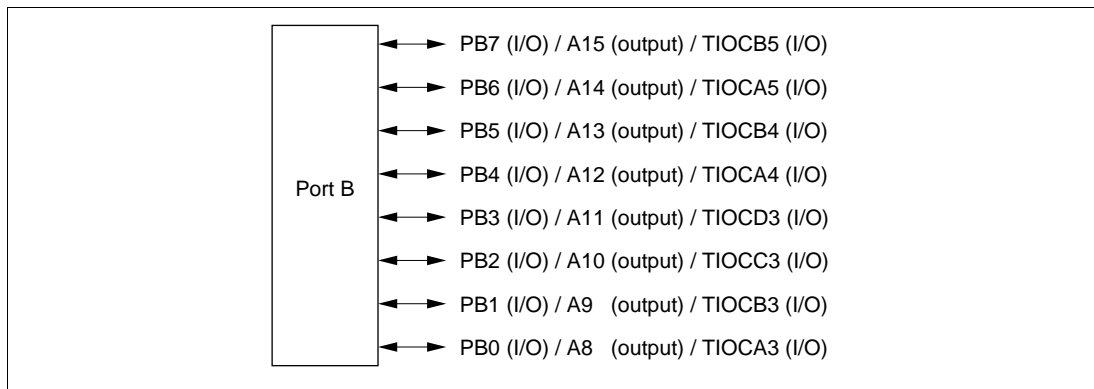 PB7 (I/O) / A15 (output) / TIOCB5 (I/O)
PB6 (I/O) / A14 (output) / TIOCA5 (I/O)
PB5 (I/O) / A13 (output) / TIOCB4 (I/O)
PB4 (I/O) / A12 (output) / TIOCA4 (I/O)
Port B
PB3 (I/O) / A11 (output) / TIOCD3 (I/O)
PB2 (I/O) / A10 (output) / TIOCC3 (I/O)
PB1 (I/O) / A9 (output) / TIOCB3 (I/O)
PB0 (I/O) / A8 (output) / TIOCA3 (I/O)